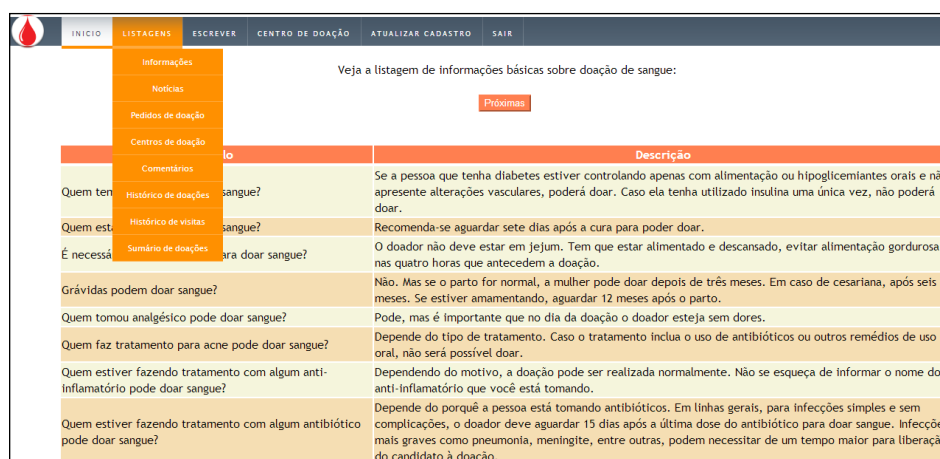 INICIO LISTAGENS ESCREVER CENTRO DE DOAÇÃO ATUALIZAR CADASTRO SAIR
Informações
Notícias
Pedidos de doação
Centros de doação
Comentários
Histórico de doações
Histórico de visitas
Sumário de doações
Veja a listagem de informações básicas sobre doação de sangue:
Próximas
lo Descrição
Quem ten sangue?
Se a pessoa que tenha diabetes estiver controlando apenas com alimentação ou hipoglicemiantes orais e nã
apresente alterações vasculares, poderá doar. Caso ela tenha utilizado insulina uma única vez, não poderá
doar.
Quem est sangue?
Recomenda-se aguardar sete dias após a cura para poder doar.
É necessá ara doar sangue?
O doador não deve estar em jejum. Tem que estar alimentado e descansado, evitar alimentação gordurosa
nas quatro horas que antecedem a doação.
Grávidas podem doar sangue?
Não. Mas se o parto for normal, a mulher pode doar depois de três meses. Em caso de cesariana, após seis
meses. Se estiver amamentando, aguardar 12 meses após o parto.
Quem tomou analgésico pode doar sangue?
Pode, mas é importante que no dia da doação o doador esteja sem dores.
Quem faz tratamento para acne pode doar sangue?
Depende do tipo de tratamento. Caso o tratamento inclua o uso de antibióticos ou outros remédios de uso
oral, não será possível doar.
Quem estiver fazendo tratamento com algum anti-
inflamatório pode doar sangue?
Dependendo do motivo, a doação pode ser realizada normalmente. Não se esqueça de informar o nome do
anti-inflamatório que você está tomando.
Quem estiver fazendo tratamento com algum antibiótico
pode doar sangue?
Depende do porquê a pessoa está tomando antibióticos. Em linhas gerais, para infecções simples e sem
complicações, o doador deve aguardar 15 dias após a última dose do antibiótico para doar sangue. Infecçõe
mais graves como pneumonia, meningite, entre outras, podem necessitar de um tempo maior para liberaçã
do candidato à doação.